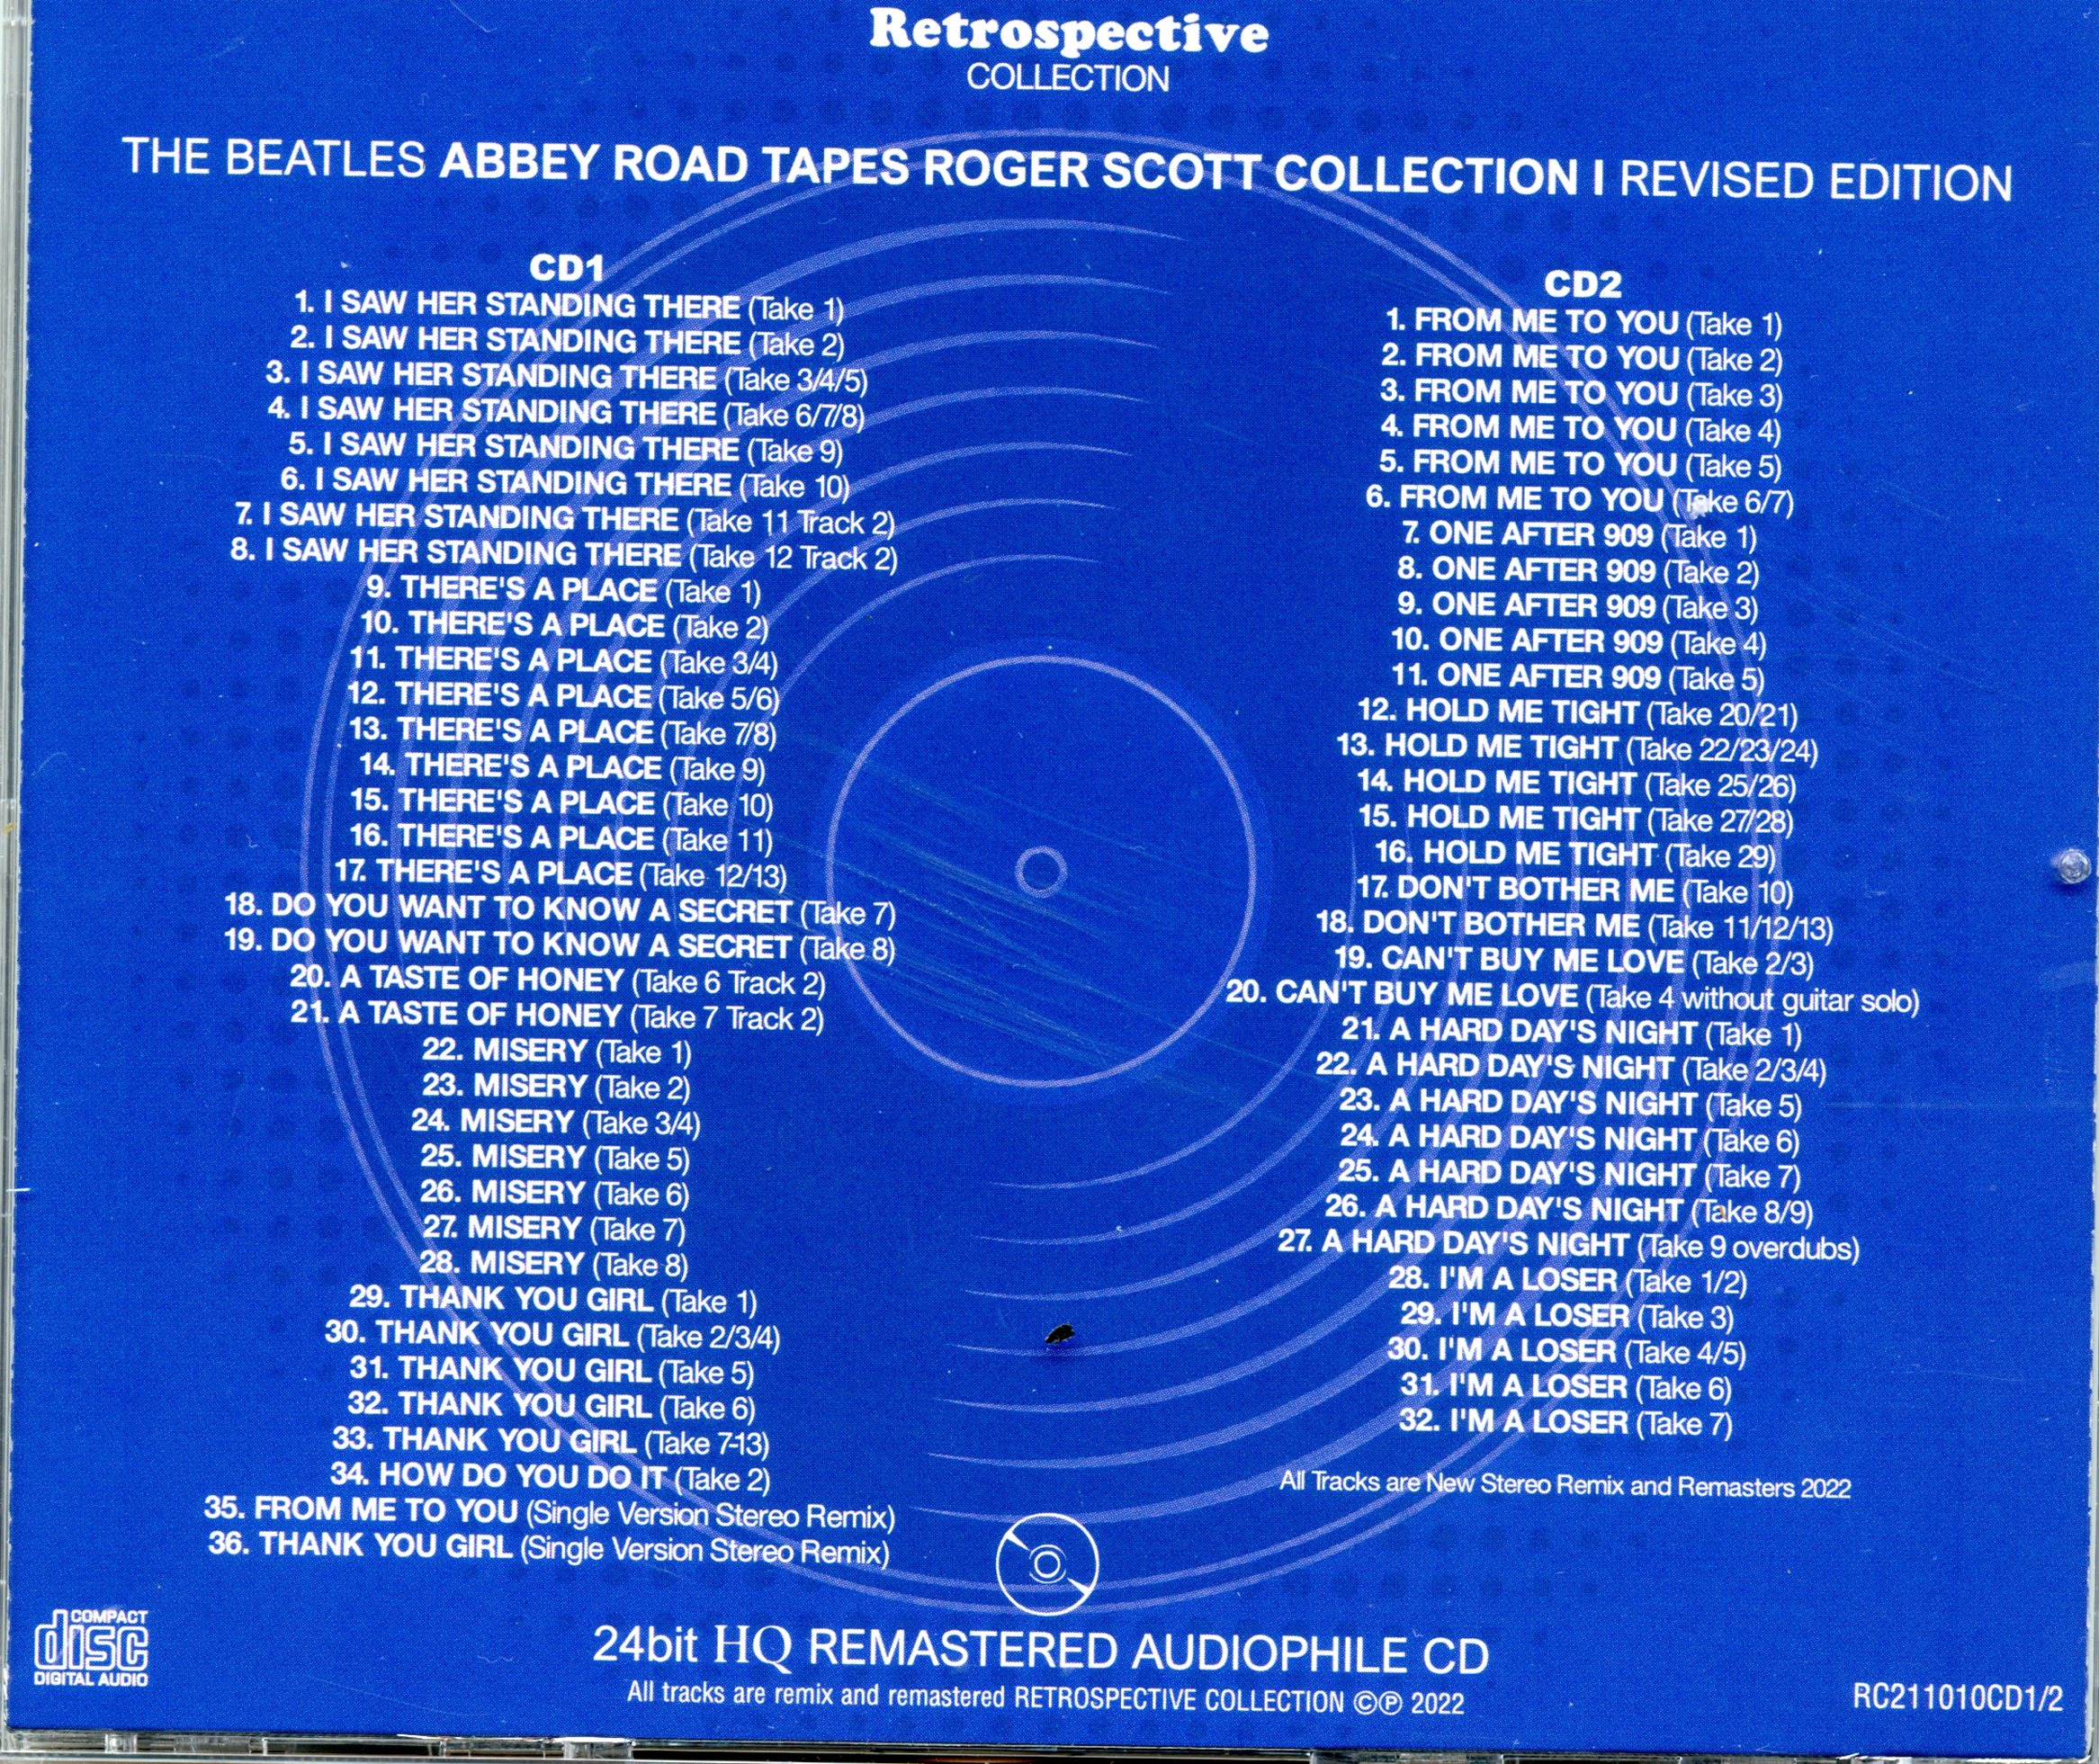 Retrospective
COLLECTION
THE BEATLES ABBEY ROAD TAPES ROGER SCOTT COLLECTION I REVISED EDITION
CD1
1. I SAW HER STANDING THERE (Take 1)
2. I SAW HER STANDING THERE (Take 2)
3. I SAW HER STANDING THERE (Take 3/4/5)
4. I SAW HER STANDING THERE (Take 6/7/8)
5. I SAW HER STANDING THERE (Take 9)
6. I SAW HER STANDING THERE (Take 10)
7. I SAW HER STANDING THERE (Take 11 Track 2)
8. I SAW HER STANDING THERE (Take 12 Track 2)
9. THERE'S A PLACE (Take 1)
10. THERE'S A PLACE (Take 2)
11. THERE'S A PLACE (Take 3/4)
12. THERE'S A PLACE (Take 5/6)
13. THERE'S A PLACE (Take 7/8)
14. THERE'S A PLACE (Take 9)
15. THERE'S A PLACE (Take 10)
16. THERE'S A PLACE (Take 11)
17. THERE'S A PLACE (Take 12/13)
18. DO YOU WANT TO KNOW A SECRET (Take 7)
19. DO YOU WANT TO KNOW A SECRET (Take 8)
20. A TASTE OF HONEY (Take 6 Track 2)
21. A TASTE OF HONEY (Take 7 Track 2)
22. MISERY (Take 1)
23. MISERY (Take 2)
24. MISERY (Take 3/4)
25. MISERY (Take 5)
26. MISERY (Take 6)
27. MISERY (Take 7)
28. MISERY (Take 8)
29. THANK YOU GIRL (Take 1)
30. THANK YOU GIRL (Take 2/3/4)
31. THANK YOU GIRL (Take 5)
32. THANK YOU GIRL (Take 6)
33. THANK YOU GIRL (Take 7-13)
34. HOW DO YOU DO IT (Take 2)
35. FROM ME TO YOU (Single Version Stereo Remix)
36. THANK YOU GIRL (Single Version Stereo Remix)
CD2
1. FROM ME TO YOU (Take 1)
2. FROM ME TO YOU (Take 2)
3. FROM ME TO YOU (Take 3)
4. FROM ME TO YOU (Take 4)
5. FROM ME TO YOU (Take 5)
6. FROM ME TO YOU (Take 6/7)
7. ONE AFTER 909 (Take 1)
8. ONE AFTER 909 (Take 2)
9. ONE AFTER 909 (Take 3)
10. ONE AFTER 909 (Take 4)
11. ONE AFTER 909 (Take 5)
12. HOLD ME TIGHT (Take 20/21)
13. HOLD ME TIGHT (Take 22/23/24)
14. HOLD ME TIGHT (Take 25/26)
15. HOLD ME TIGHT (Take 27/28)
16. HOLD ME TIGHT (Take 29)
17. DON'T BOTHER ME (Take 10)
18. DON'T BOTHER ME (Take 11/12/13)
19. CAN'T BUY ME LOVE (Take 2/3)
20. CAN'T BUY ME LOVE (Take 4 without guitar solo)
21. A HARD DAY'S NIGHT (Take 1)
22. A HARD DAY'S NIGHT (Take 2/3/4)
23. A HARD DAY'S NIGHT (Take 5)
24. A HARD DAY'S NIGHT (Take 6)
25. A HARD DAY'S NIGHT (Take 7)
26. A HARD DAY'S NIGHT (Take 8/9)
27. A HARD DAY'S NIGHT (Take 9 overdubs)
28. I'M A LOSER (Take 1/2)
29. I'M A LOSER (Take 3)
30. I'M A LOSER (Take 4/5)
31. I'M A LOSER (Take 6)
32. I'M A LOSER (Take 7)
All Tracks are New Stereo Remix and Remasters 2022
COMPACT
disc
DIGITAL AUDIO
24bit HQ REMASTERED AUDIOPHILE CD
All tracks are remix and remastered RETROSPECTIVE COLLECTION ©℗ 2022
RC211010CD1/2